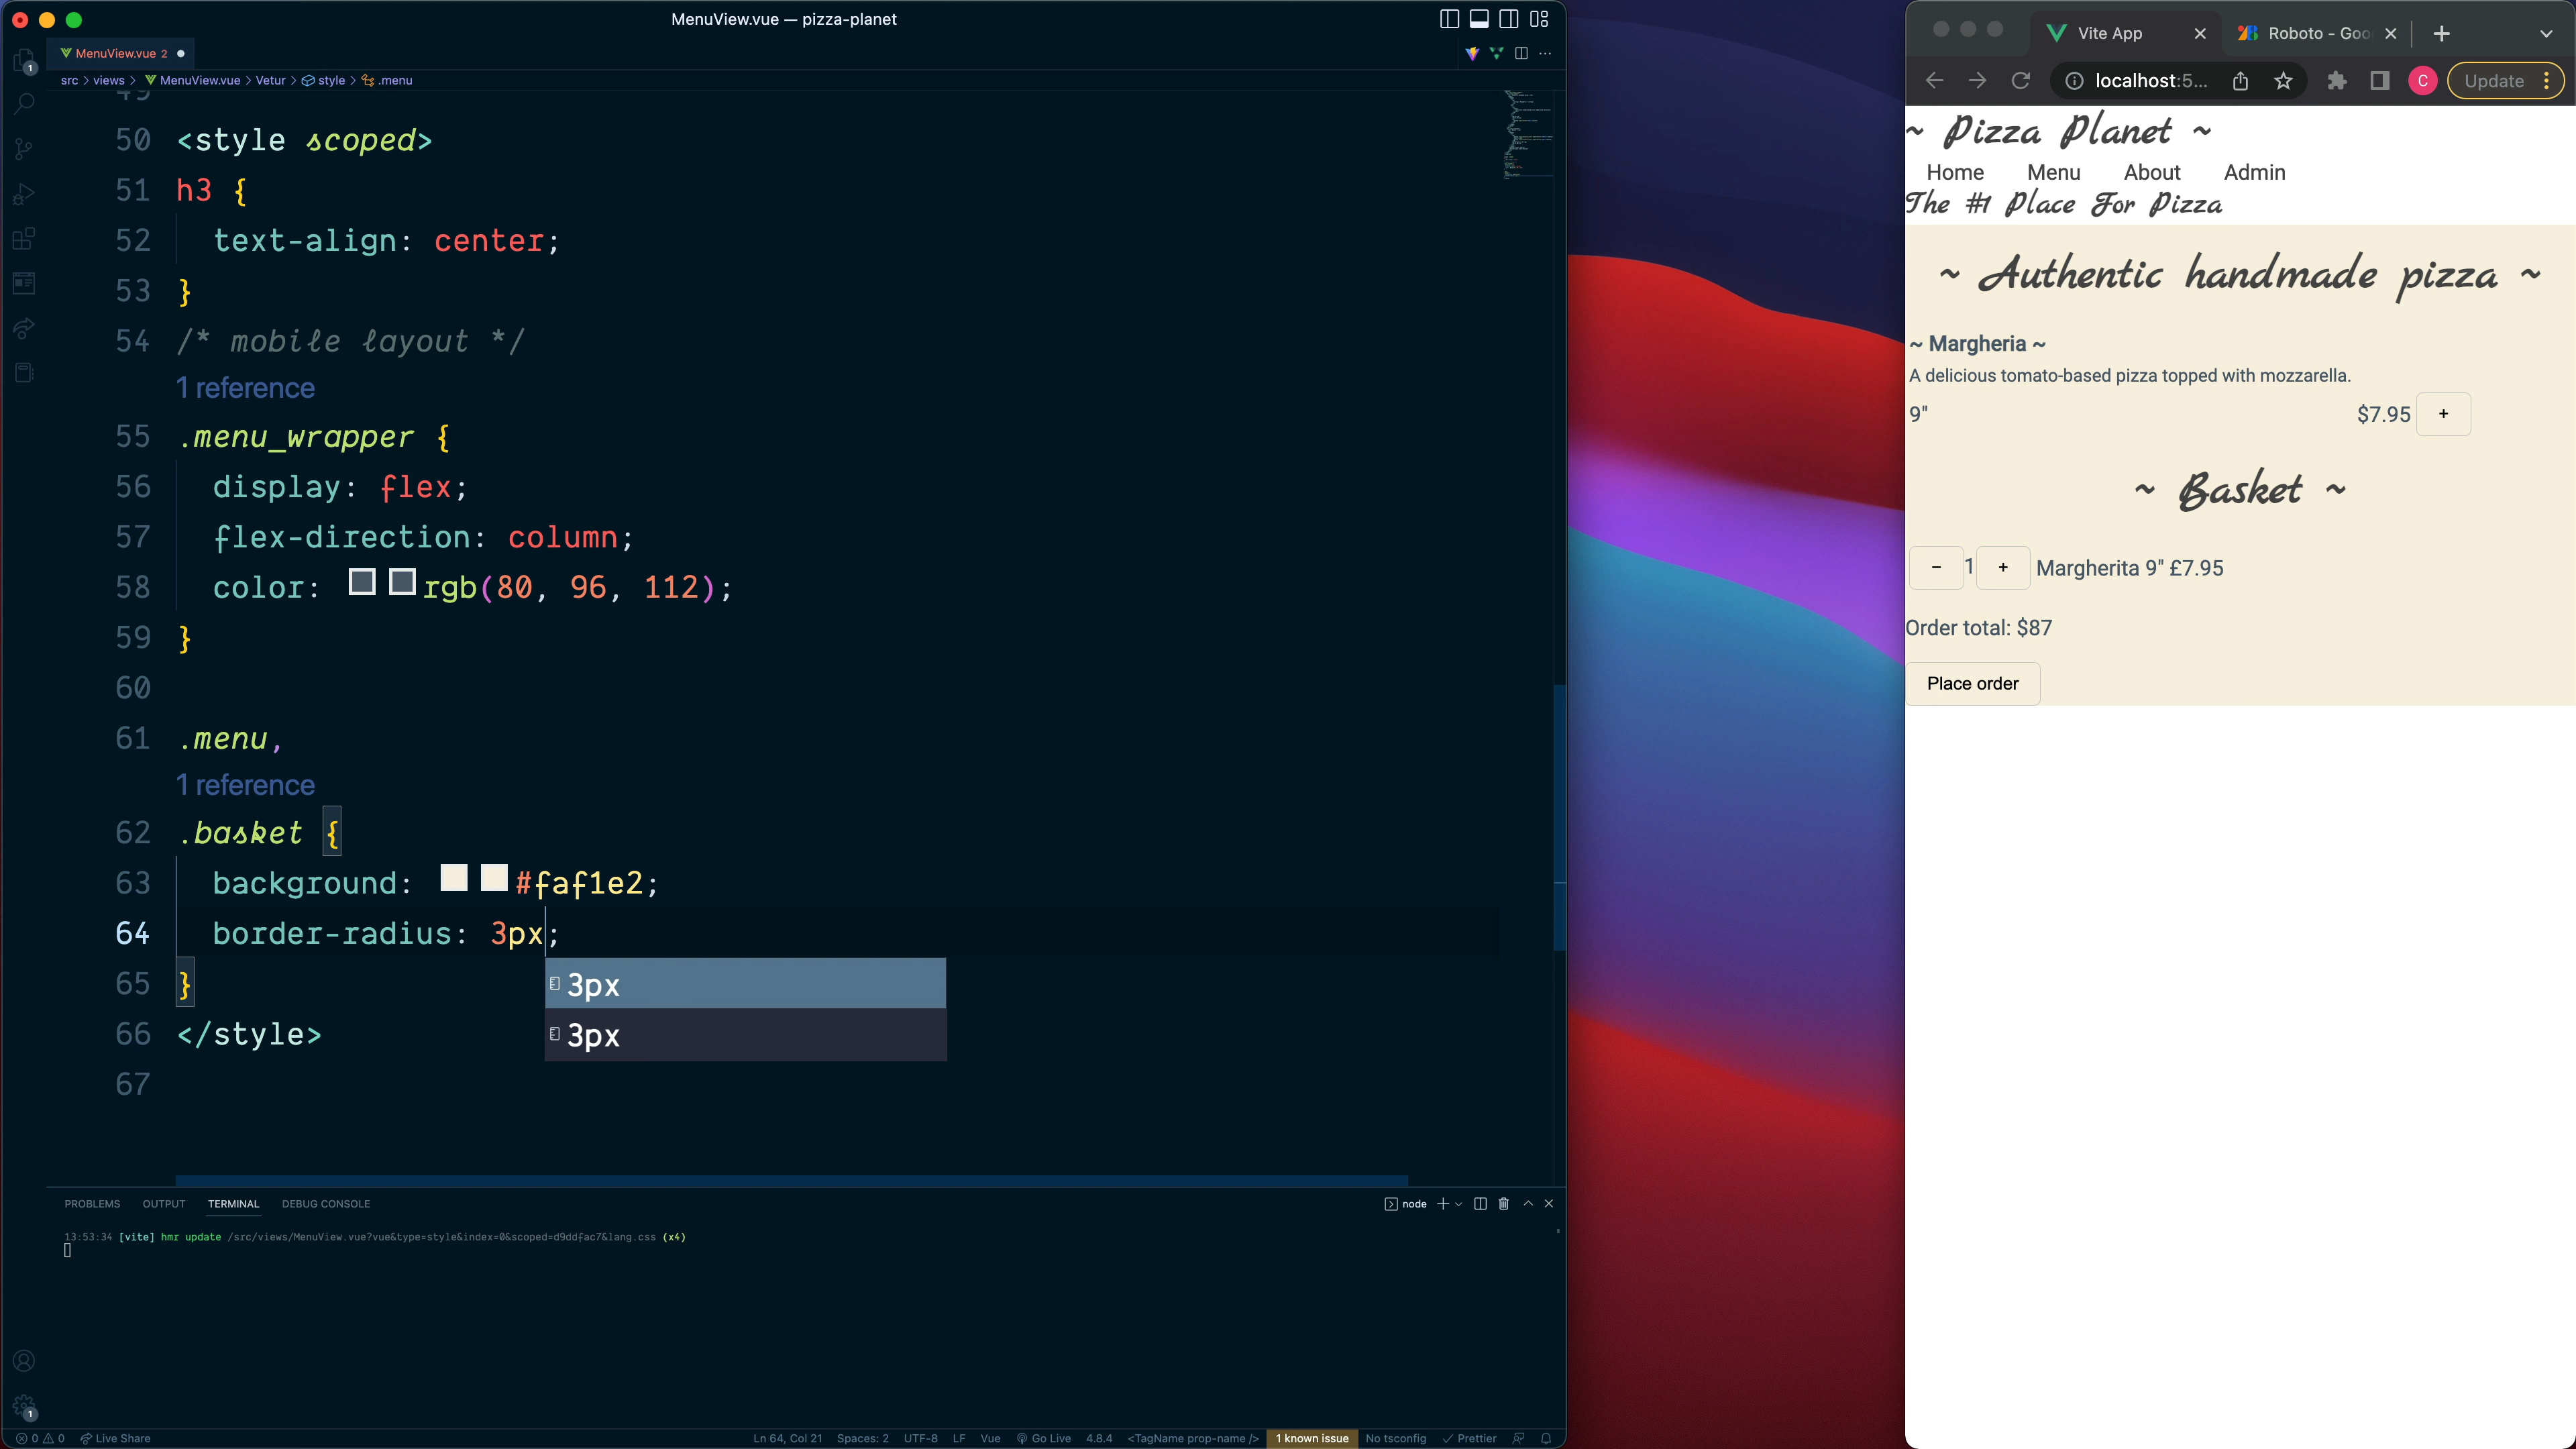 MenuView.vue — pizza-planet
MenuView.vue 2
src > views > MenuView.vue > Vetur > style > .menu
49
50 <style scoped>
51 h3 {
52 text-align: center;
53 }
54 /* mobile layout */
1 reference
55 .menu_wrapper {
56 display: flex;
57 flex-direction: column;
58 color: rgb(80, 96, 112);
59 }
60
61 .menu,
1 reference
62 .basket {
63 background: #faf1e2;
64 border-radius: 3px;
65 }
3px
66 </style>
3px
67
PROBLEMS OUTPUT TERMINAL DEBUG CONSOLE
node
13:53:34 [vite] hmr update /src/views/MenuView.vue?vue&type=style&index=0&scoped=d9ddfac7&lang.css (x4)
1
1
0 0 Live Share
Ln 64, Col 21 Spaces: 2 UTF-8 LF Vue Go Live 4.8.4 <TagName prop-name /> 1 known issue No tsconfig Prettier
Vite App
Roboto - Goo
localhost:5...
C
Update
~ Pizza Planet ~
Home Menu About Admin
The #1 Place For Pizza
~ Authentic handmade pizza ~
~ Margheria ~
A delicious tomato-based pizza topped with mozzarella.
9" $7.95 +
~ Basket ~
- 1 + Margherita 9" £7.95
Order total: $87
Place order